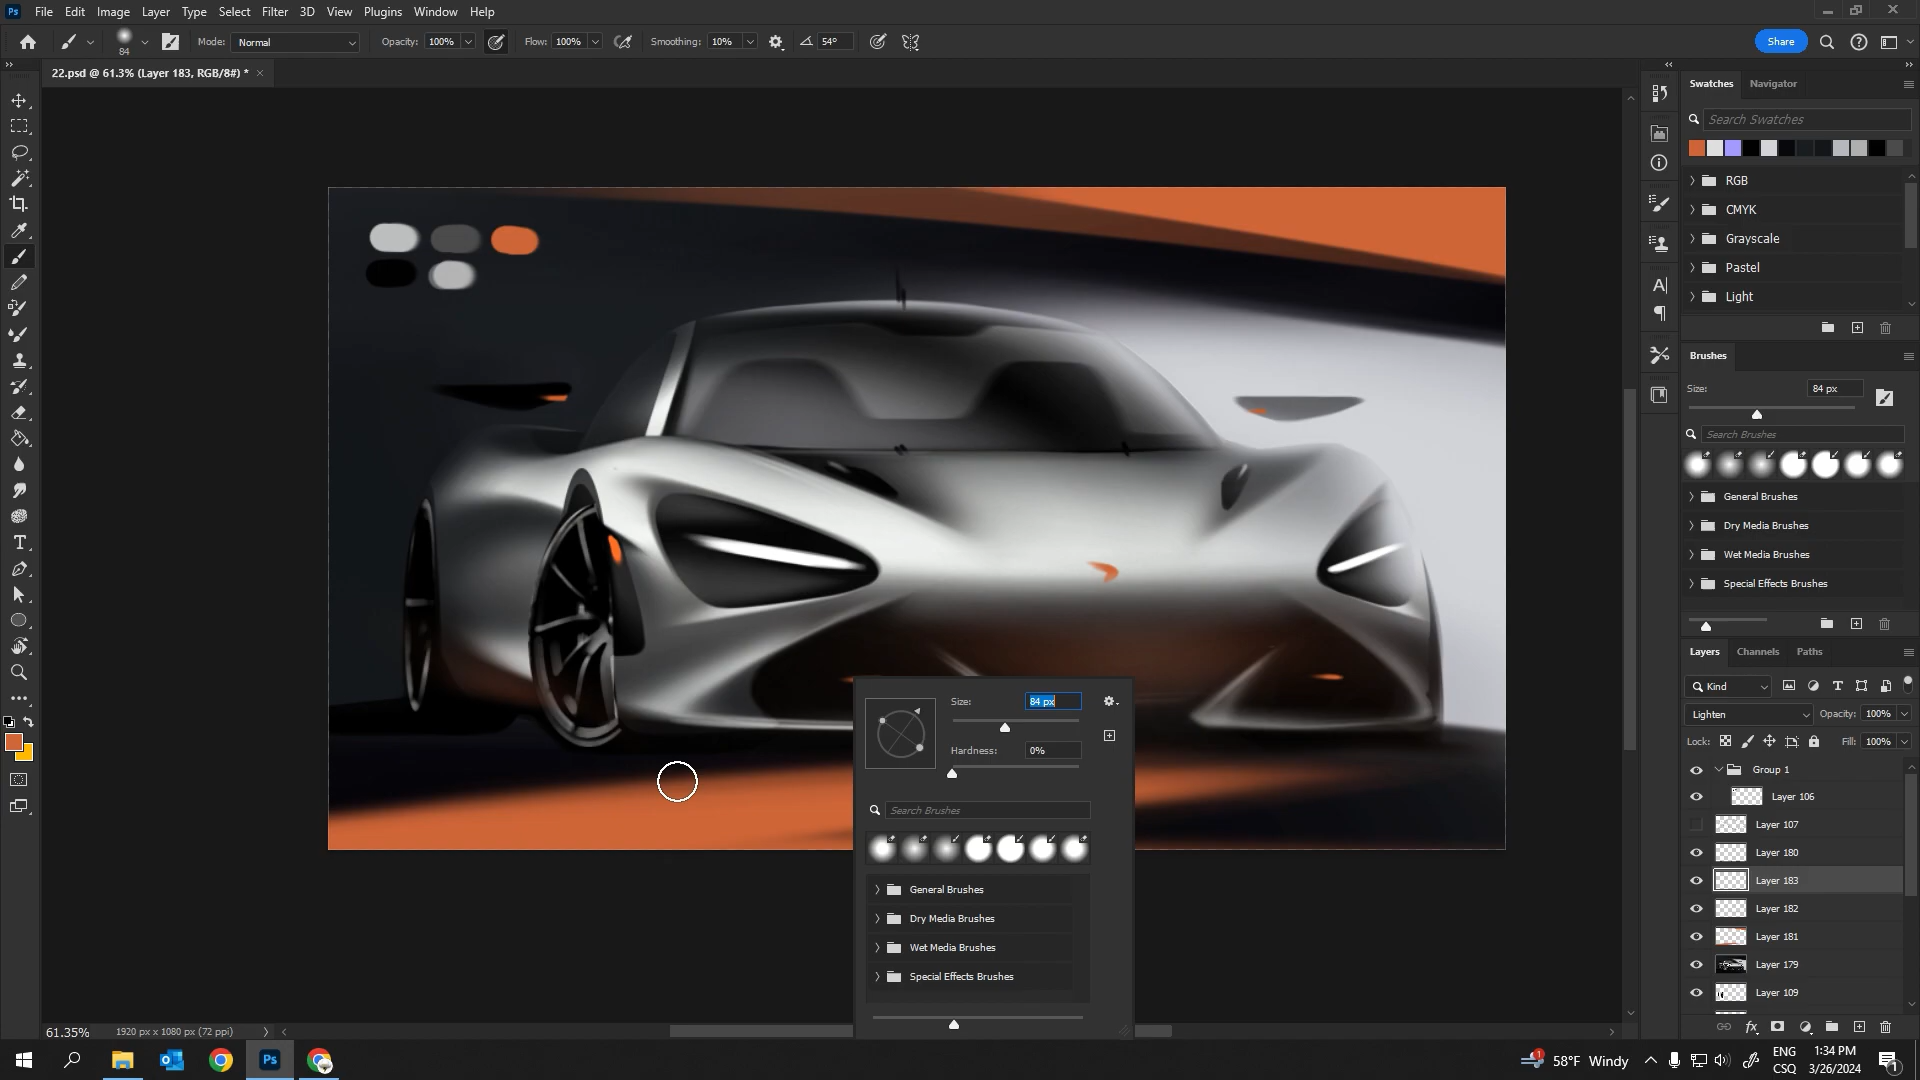 Ps File Edit Image Layer Type Select Filter 3D View Plugins Window Help
84 Mode: Normal Opacity: 100% Flow: 100% Smoothing: 10% 54° Share
22.psd @ 61.3% (Layer 183, RGB/8#) *
Swatches Navigator
Search Swatches
RGB
CMYK
Grayscale
Pastel
Light
Brushes
Size: 84 px
Search Brushes
General Brushes
Dry Media Brushes
Wet Media Brushes
Special Effects Brushes
Layers Channels Paths
Kind
Lighten Opacity: 100%
Lock: Fill: 100%
Group 1
Layer 106
Layer 107
Layer 180
Layer 183
Layer 182
Layer 181
Layer 179
Layer 109
Size: 84 px
Hardness: 0%
Search Brushes
General Brushes
Dry Media Brushes
Wet Media Brushes
Special Effects Brushes
61.35% 1920 px x 1080 px (72 ppi)
Ps 1 58°F Windy ENG 1:34 PM
CSQ 3/26/2024 1